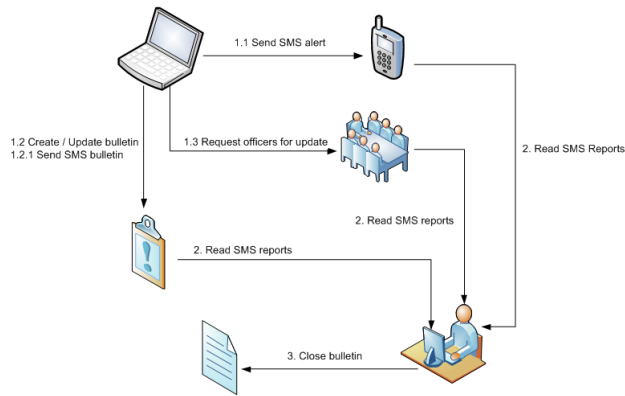 1.1 Send SMS alert
1.2 Create / Update bulletin
1.2.1 Send SMS bulletin
1.3 Request officers for update
2. Read SMS Reports
2. Read SMS reports
2. Read SMS reports
3. Close bulletin